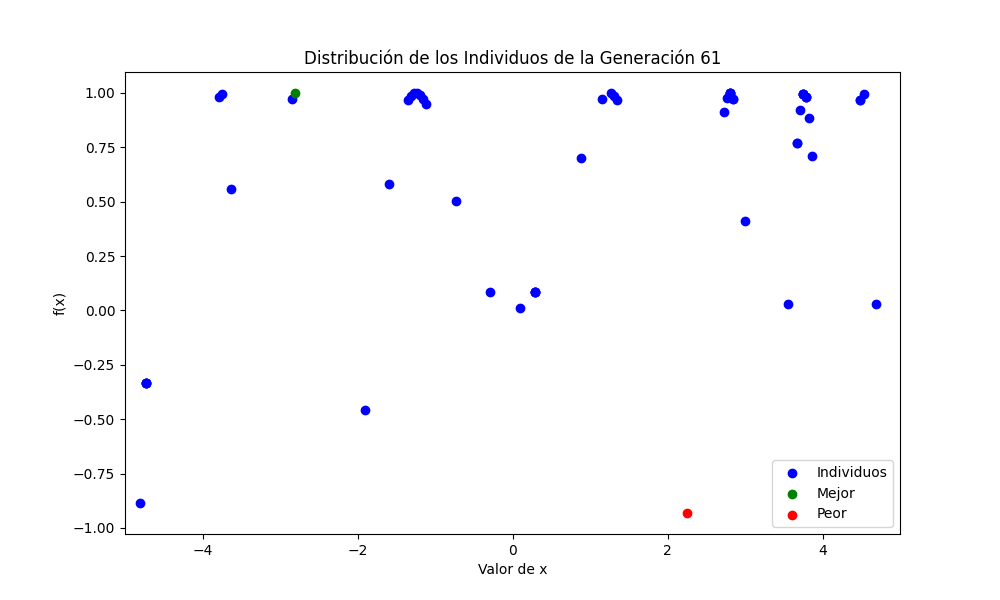 Distribución de los Individuos de la Generación 61
1.00
0.75
0.50
0.25
0.00
−0.25
−0.50
−0.75
−1.00
f(x)
−4
−2
0
2
4
Valor de x
Individuos
Mejor
Peor